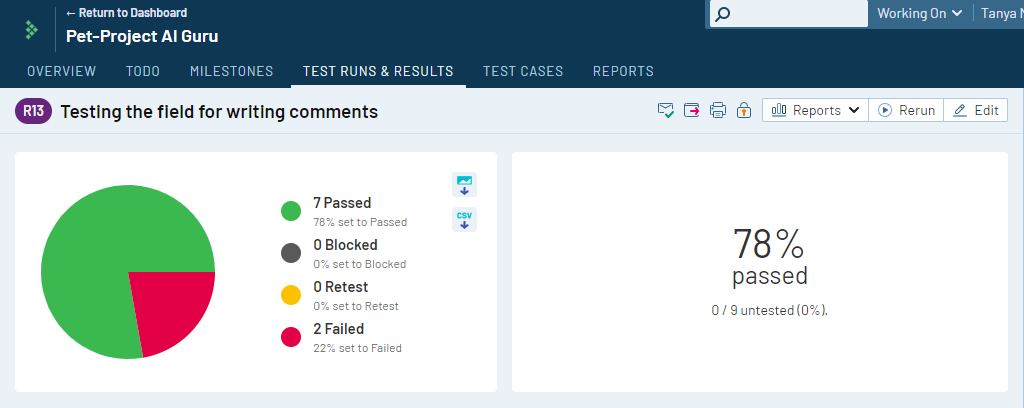 ← Return to Dashboard
Pet-Project AI Guru
Working On
Tanya
OVERVIEW TODO MILESTONES TEST RUNS & RESULTS TEST CASES REPORTS
R13 Testing the field for writing comments
Reports Rerun Edit
7 Passed
78% set to Passed
0 Blocked
0% set to Blocked
0 Retest
0% set to Retest
2 Failed
22% set to Failed
CSV
78%
passed
0 / 9 untested (0%).